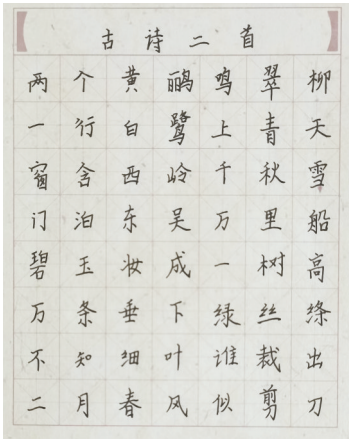 古诗二首
两个黄鹂鸣翠柳
一行白鹭上青天
窗含西岭千秋雪
门泊东吴万里船
碧玉妆成一树高
万条垂下绿丝绦
不知细叶谁裁出
二月春风似剪刀